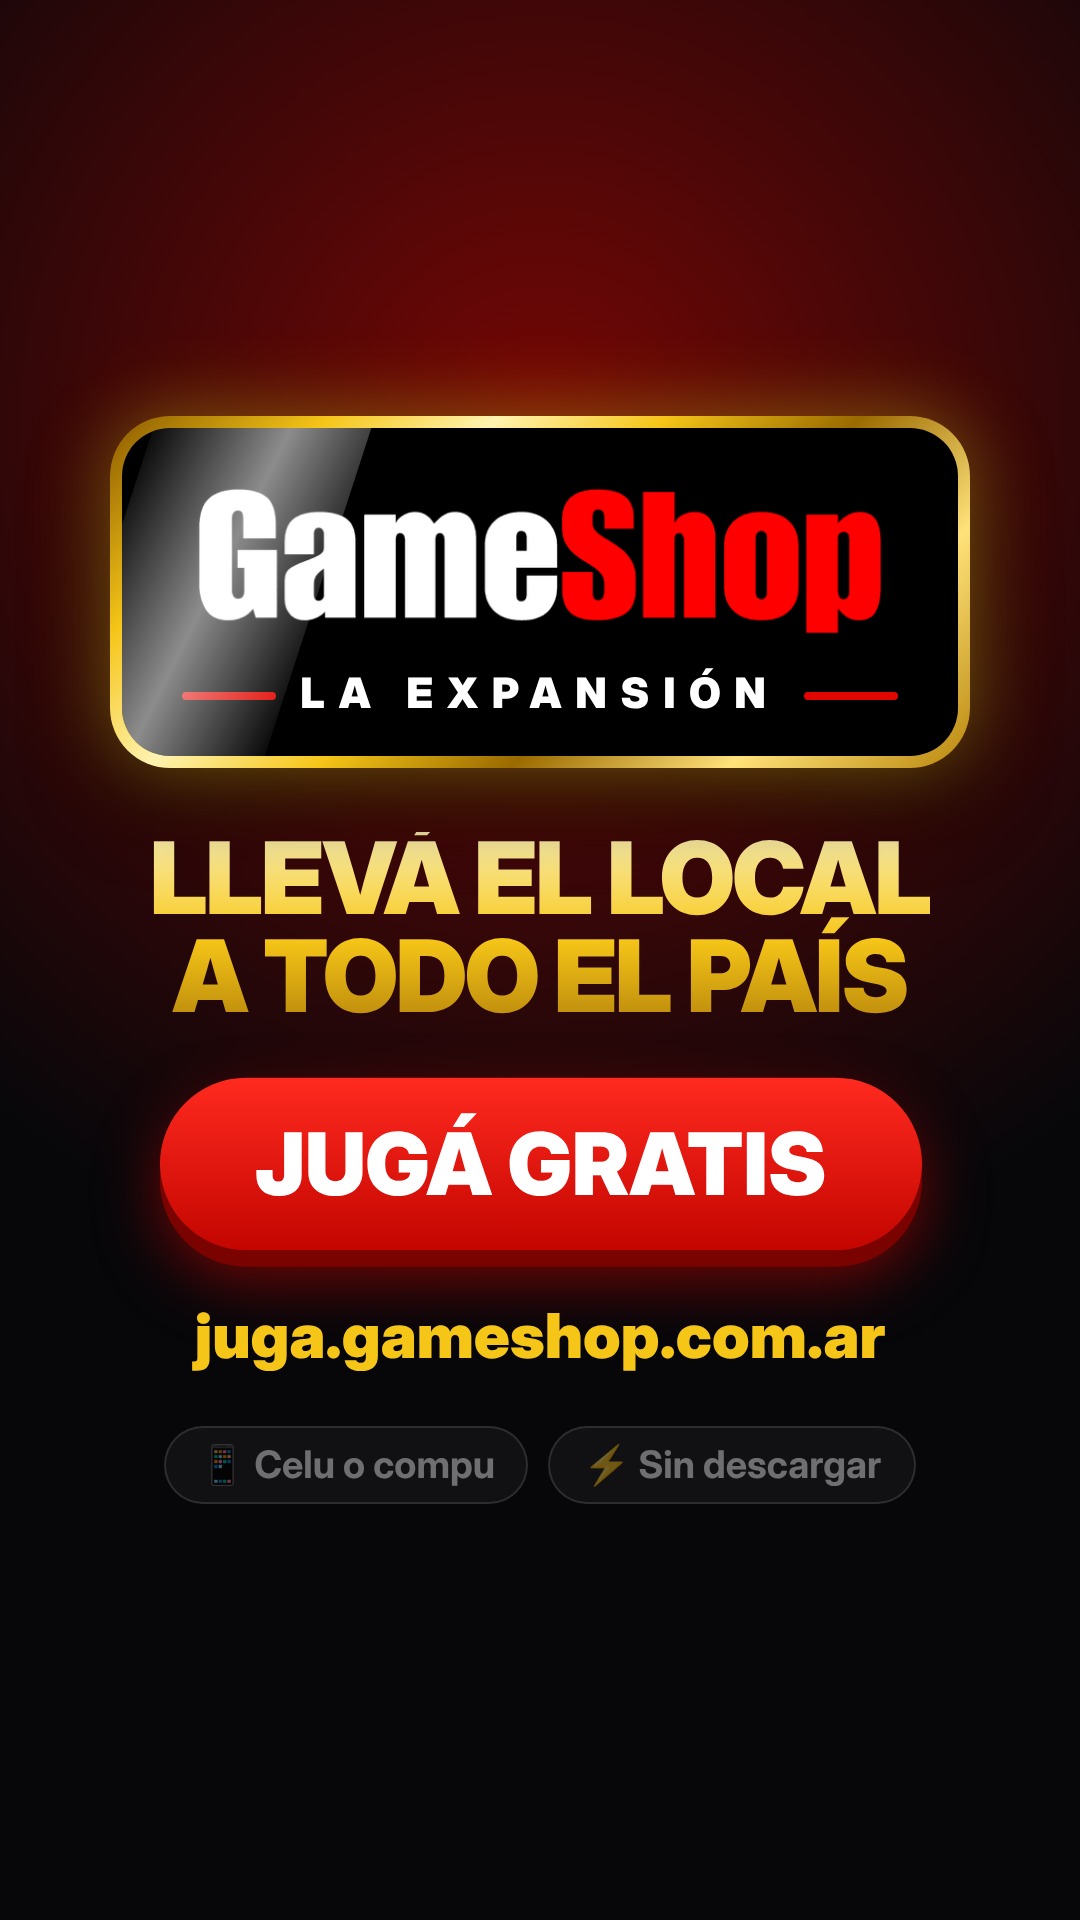 GameShop
LA EXPANSIÓN
LLEVÁ EL LOCAL
A TODO EL PAÍS
JUGÁ GRATIS
juga.gameshop.com.ar
📱 Celu o compu
⚡ Sin descargar